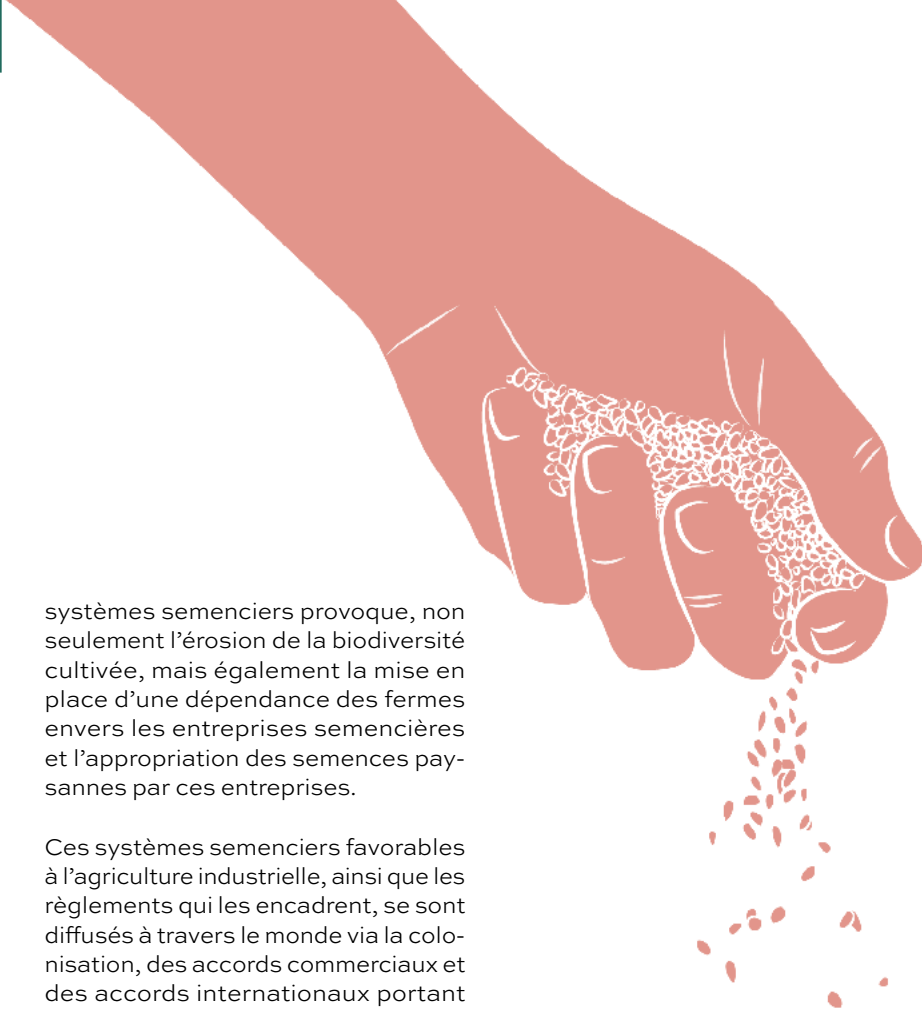 systèmes semenciers provoque, non
seulement l’érosion de la biodiversité
cultivée, mais également la mise en
place d’une dépendance des fermes
envers les entreprises semencières
et l’appropriation des semences pay-
sannes par ces entreprises.
Ces systèmes semenciers favorables
à l’agriculture industrielle, ainsi que les
règlements qui les encadrent, se sont
diffusés à travers le monde via la colo-
nisation, des accords commerciaux et
des accords internationaux portant